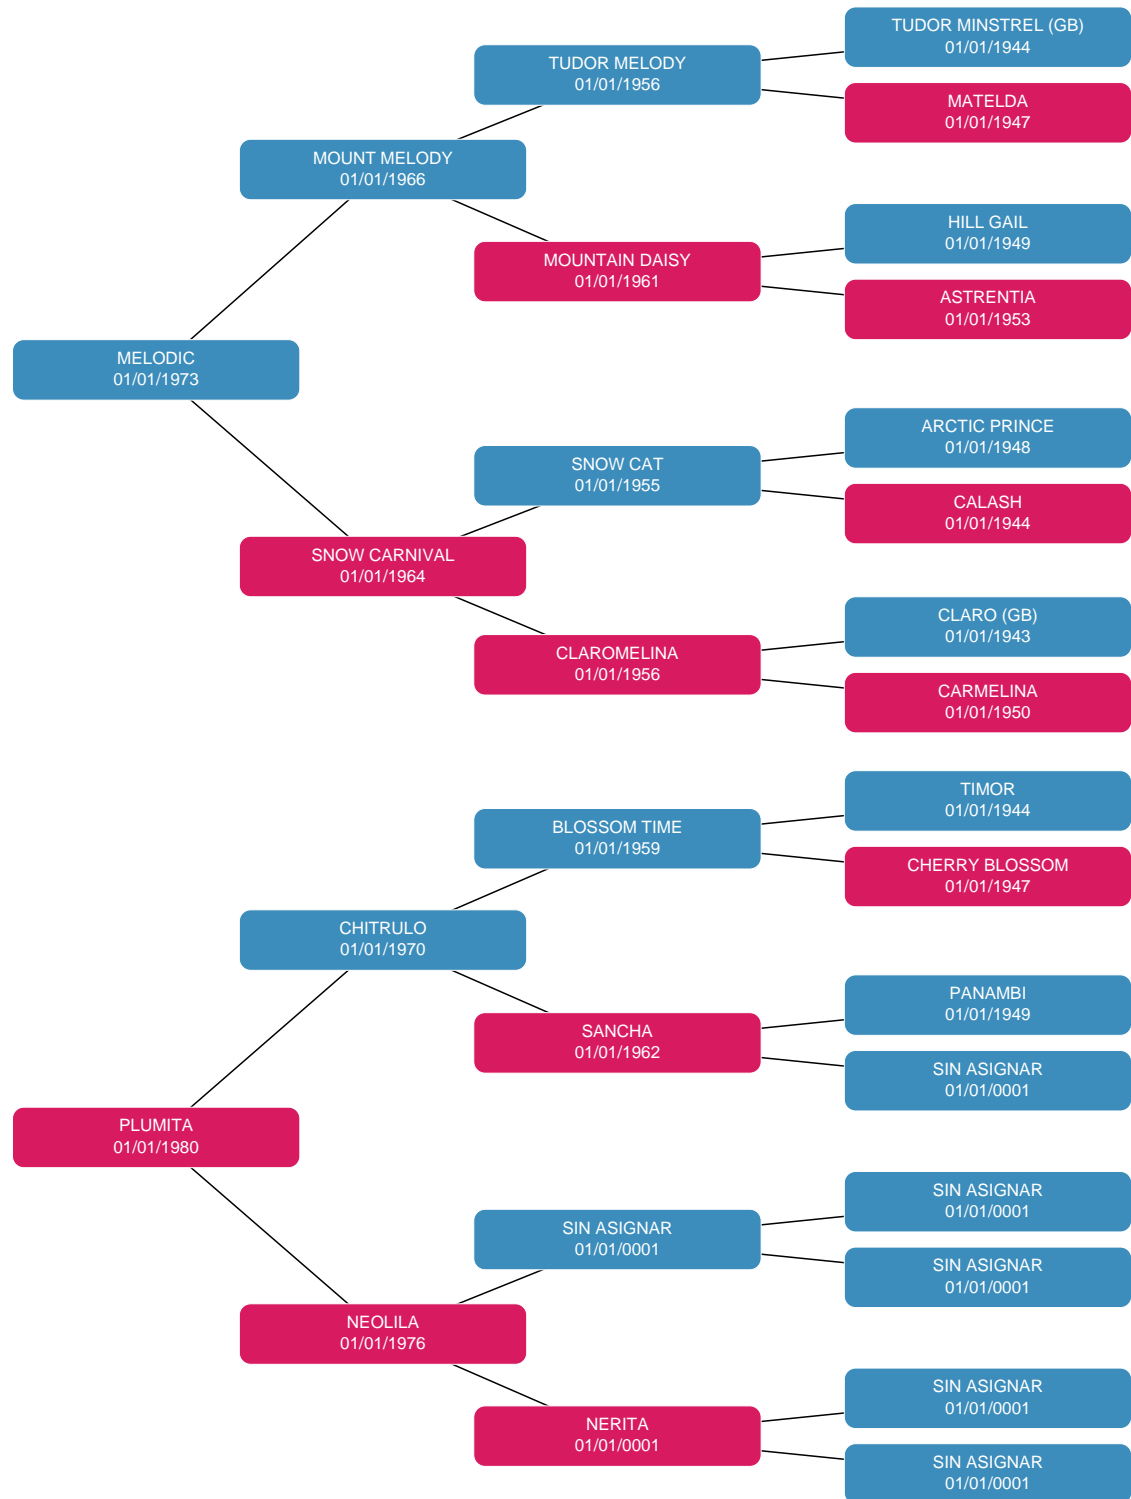 TUDOR MINSTREL (GB)
01/01/1944
TUDOR MELODY
01/01/1956
MATELDA
01/01/1947
MOUNT MELODY
01/01/1966
HILL GAIL
01/01/1949
MOUNTAIN DAISY
01/01/1961
ASTRENTIA
01/01/1953
MELODIC
01/01/1973
ARCTIC PRINCE
01/01/1948
SNOW CAT
01/01/1955
CALASH
01/01/1944
SNOW CARNIVAL
01/01/1964
CLARO (GB)
01/01/1943
CLAROMELINA
01/01/1956
CARMELINA
01/01/1950
TIMOR
01/01/1944
BLOSSOM TIME
01/01/1959
CHERRY BLOSSOM
01/01/1947
CHITRULO
01/01/1970
PANAMBI
01/01/1949
SANCHA
01/01/1962
SIN ASIGNAR
01/01/0001
PLUMITA
01/01/1980
SIN ASIGNAR
01/01/0001
SIN ASIGNAR
01/01/0001
SIN ASIGNAR
01/01/0001
NEOLILA
01/01/1976
SIN ASIGNAR
01/01/0001
NERITA
01/01/0001
SIN ASIGNAR
01/01/0001